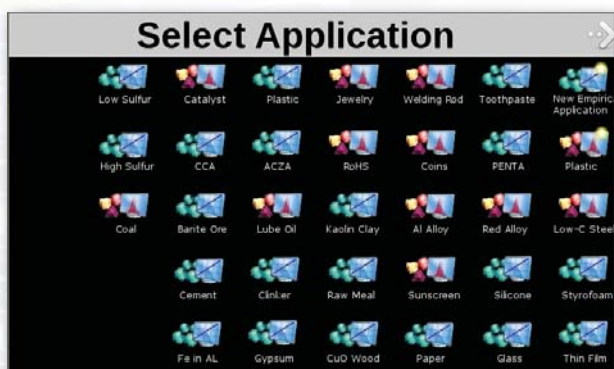 Select Application
Low Sulfur Catalyst Plastic Jewelry Welding Rod Toothpaste New Empiric
Application
High Sulfur CCA ACZA RoHS Coins PENTA Plastic
Coal Barite Ore Lube Oil Kaolin Clay Al Alloy Red Alloy Low-C Steel
Cement Clinker Raw Meal Sunscreen Silicone Styrofoam
Fe in AL Gypsum CuO Wood Paper Glass Thin Film